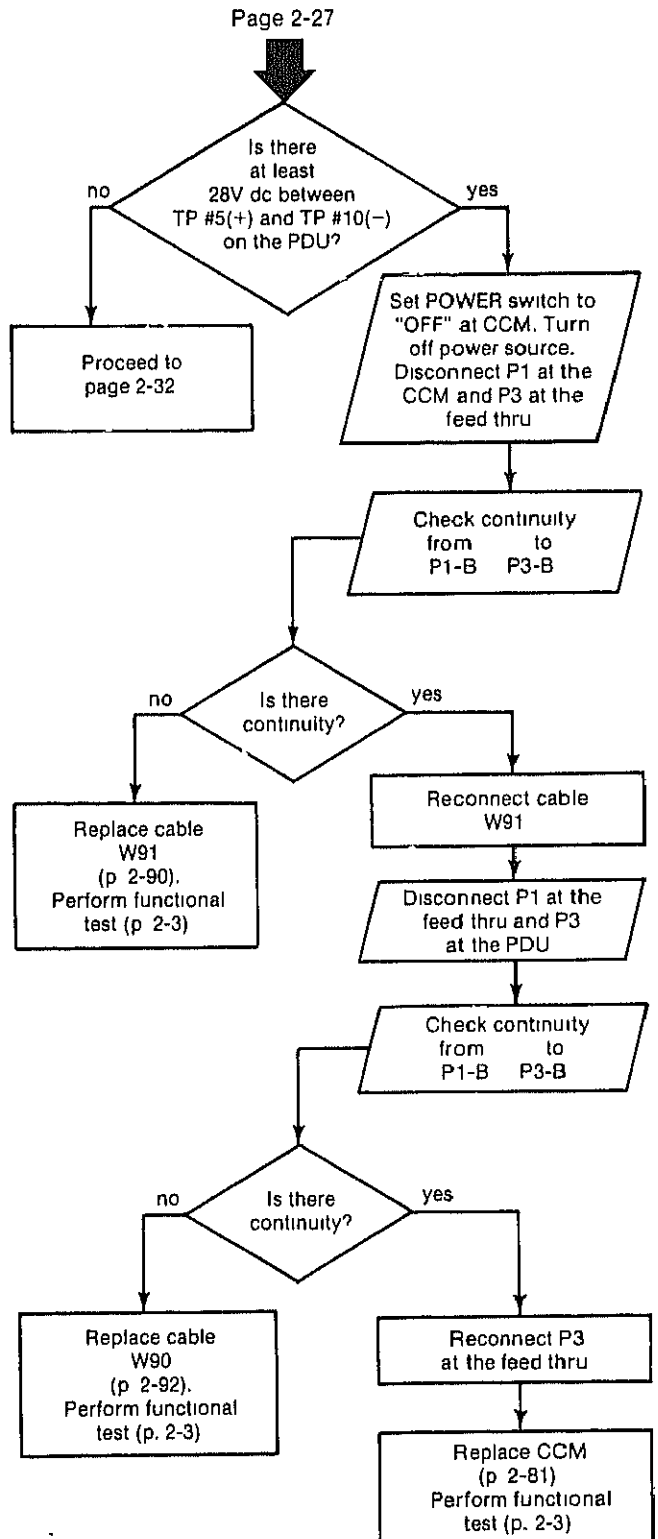 Page 2-27
Is there
at least
28V dc between
TP #5(+) and TP #10(−)
on the PDU?
no
yes
Proceed to
page 2-32
Set POWER switch to
"OFF" at CCM. Turn
off power source.
Disconnect P1 at the
CCM and P3 at the
feed thru
Check continuity
from to
P1-B P3-B
Is there
continuity?
no
yes
Replace cable
W91
(p 2-90).
Perform functional
test (p 2-3)
Reconnect cable
W91
Disconnect P1 at the
feed thru and P3
at the PDU
Check continuity
from to
P1-B P3-B
Is there
continuity?
no
yes
Replace cable
W90
(p 2-92).
Perform functional
test (p. 2-3)
Reconnect P3
at the feed thru
Replace CCM
(p 2-81)
Perform functional
test (p. 2-3)